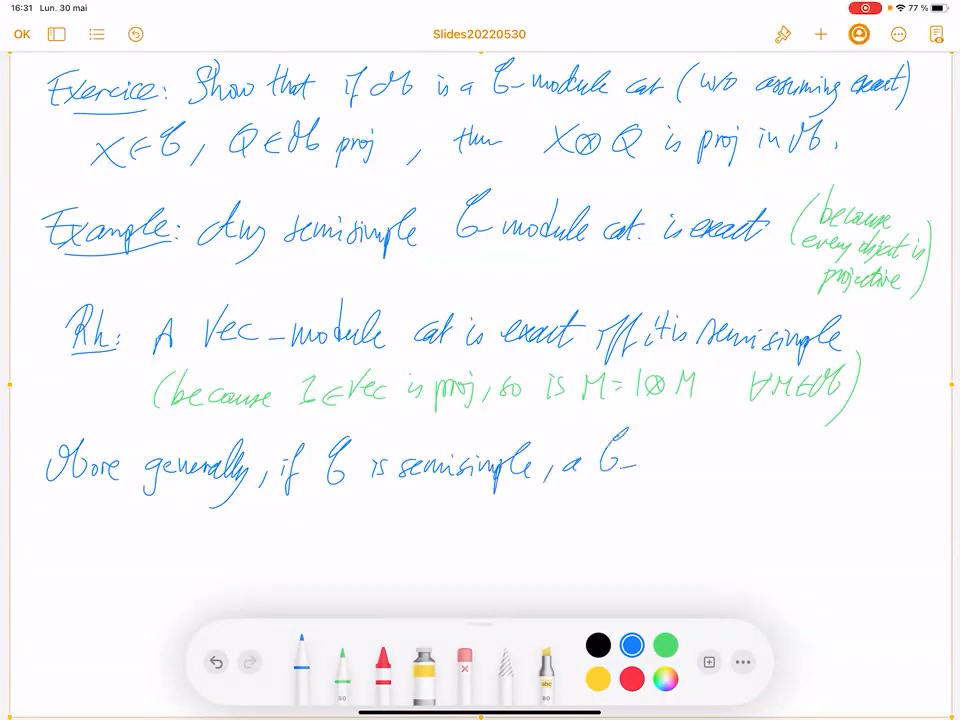 16:31 Lun. 30 mai
77 %
OK
Slides20220530
Exercice: Show that if M is a C-module cat (w/o assuming exact)
X ∈ C, Q ∈ M proj, then X ⊗ Q is proj in M.
Example: Any semisimple C-module cat. is exact (because every object is projective)
Rk: A Vec-module cat is exact iff it is semisimple
(because 1 ∈ Vec is proj, so is M = 1 ⊗ M ∀ M ∈ M)
More generally, if C is semisimple, a C-
50
abc
80